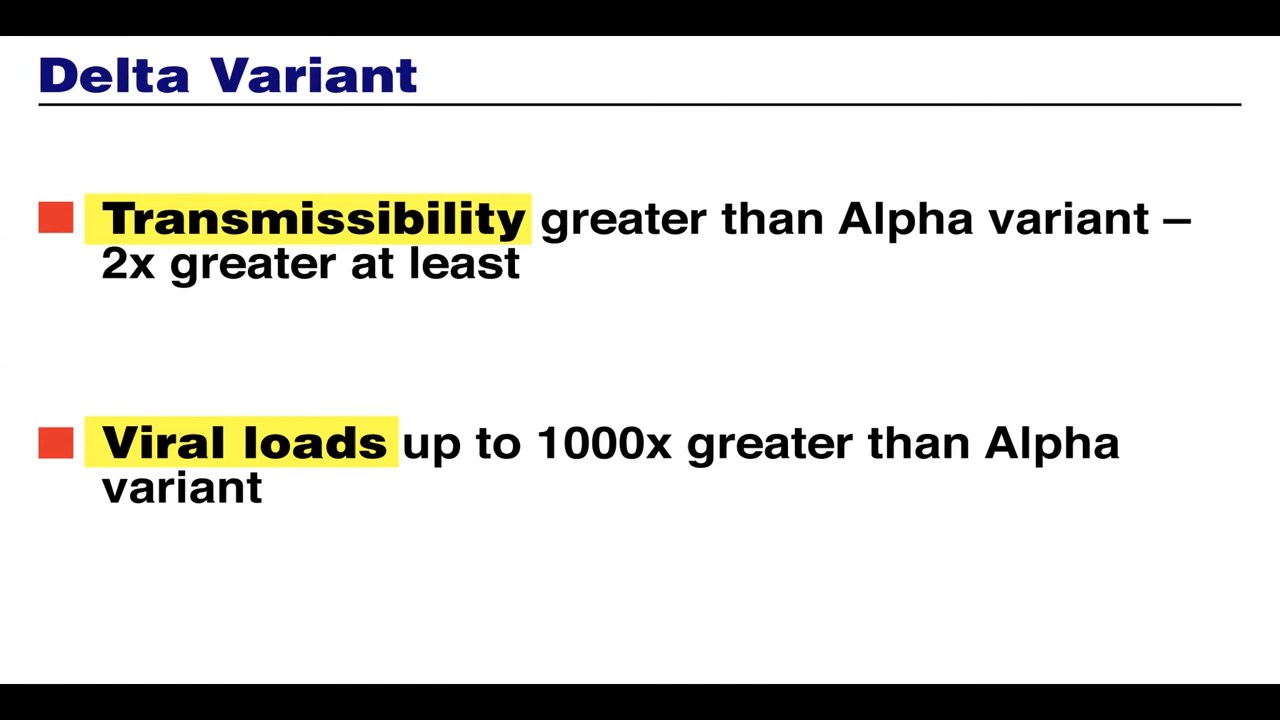 Delta Variant
Transmissibility greater than Alpha variant –
2x greater at least
Viral loads up to 1000x greater than Alpha
variant